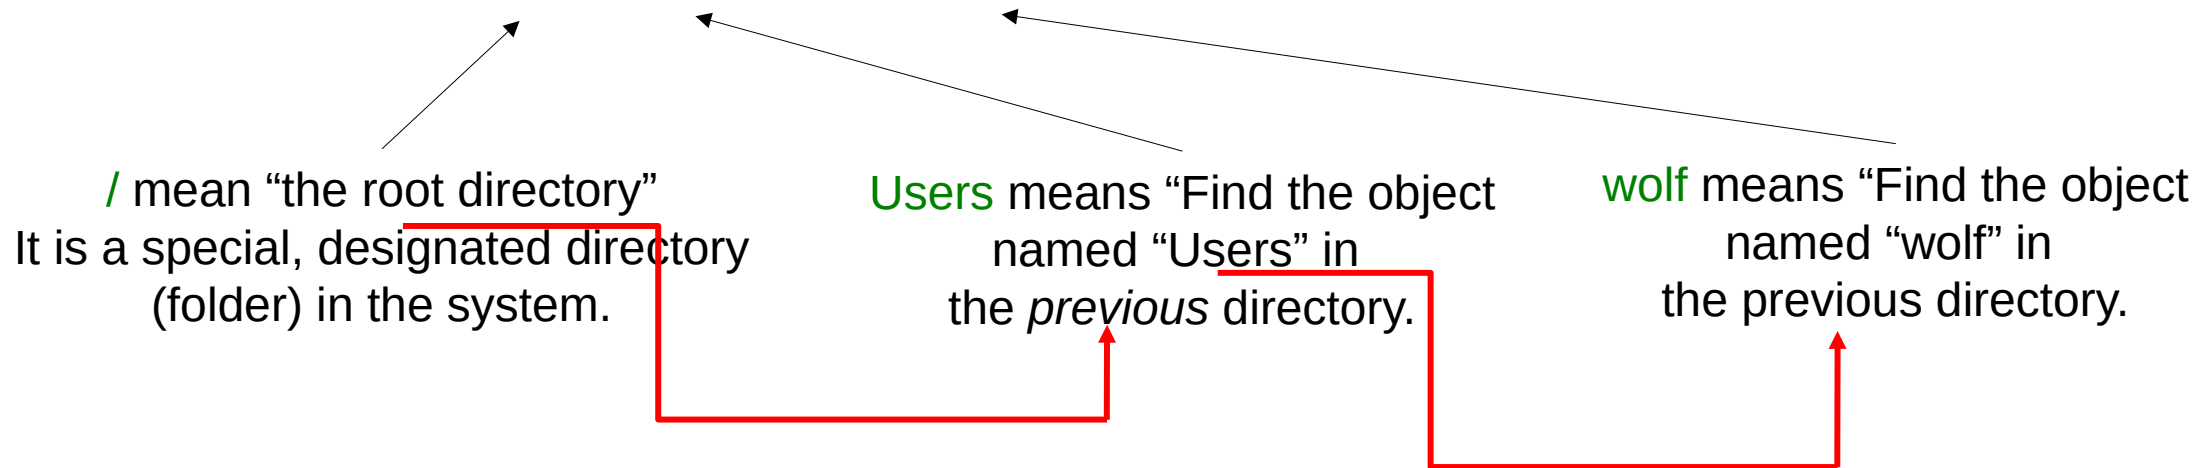 / mean “the root directory”
It is a special, designated directory
(folder) in the system.
Users means “Find the object
named “Users” in
the previous directory.
wolf means “Find the object
named “wolf” in
the previous directory.